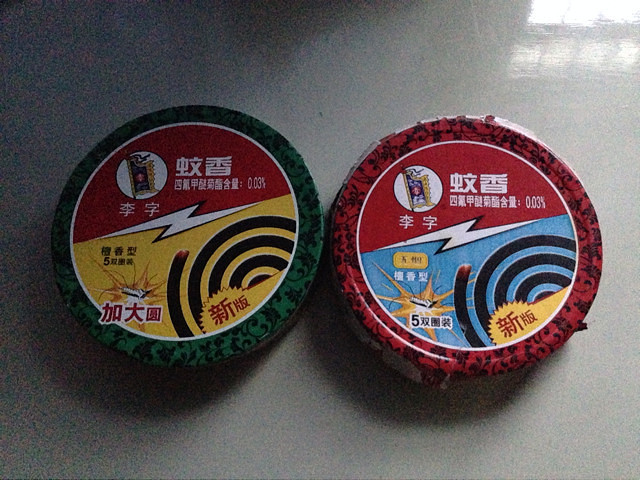 蚊香
四氟甲醚菊酯含量：0.03%
李字
檀香型
5双圈装
加大圆
新版
蚊香
四氟甲醚菊酯含量：0.03%
李字
檀香型
5双圈装
新版